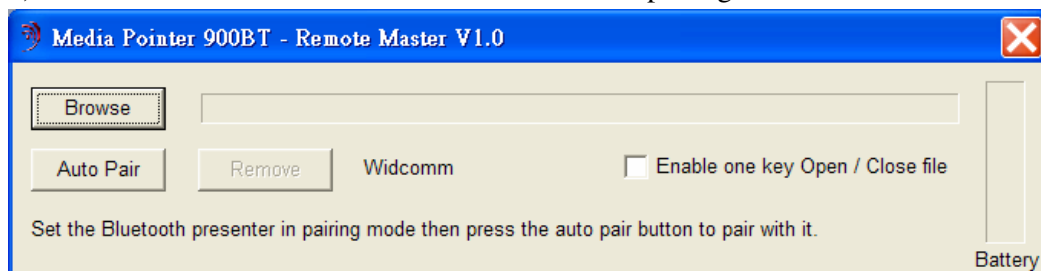 Media Pointer 900BT - Remote Master V1.0
Browse
Auto Pair Remove Widcomm Enable one key Open / Close file
Set the Bluetooth presenter in pairing mode then press the auto pair button to pair with it.
Battery